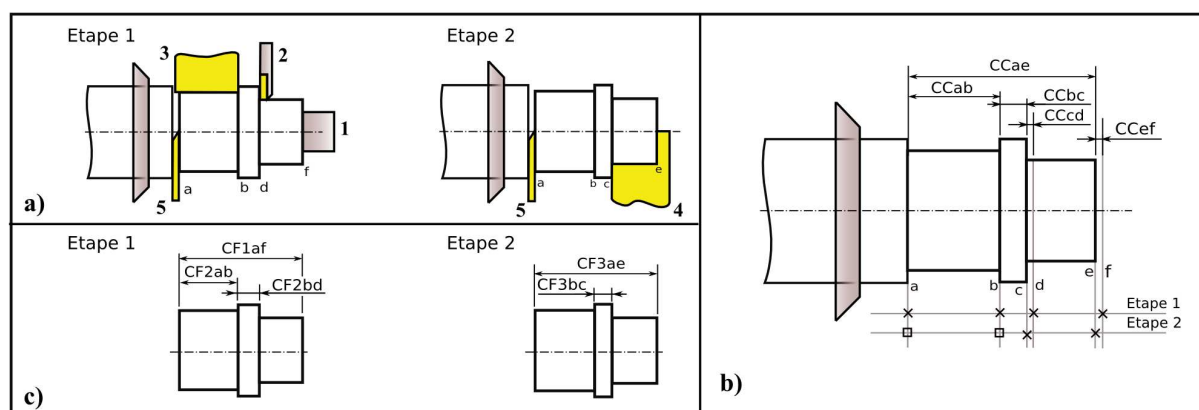 Etape 1
3
2
1
a
b
d
f
5
a)
Etape 2
a
b
c
e
5
4
CCae
CCab
CCbc
CCcd
CCef
a
b
c
d
e
f
Etape 1
Etape 2
b)
Etape 1
CF1af
CF2ab
CF2bd
c)
Etape 2
CF3ae
CF3bc